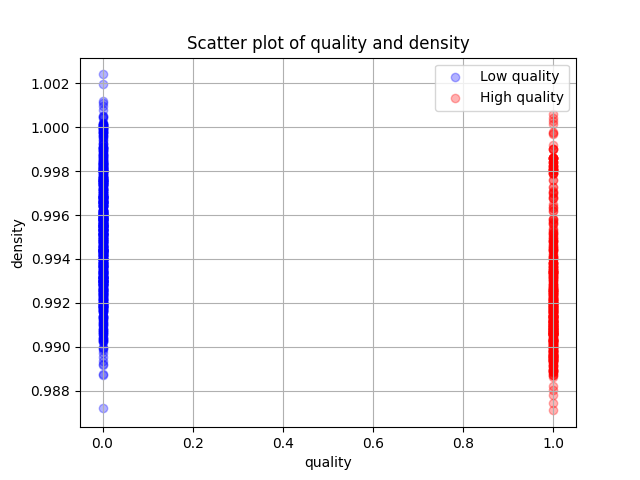 Scatter plot of quality and density
Low quality
High quality
1.002
1.000
0.998
0.996
0.994
0.992
0.990
0.988
density
0.0 0.2 0.4 0.6 0.8 1.0
quality